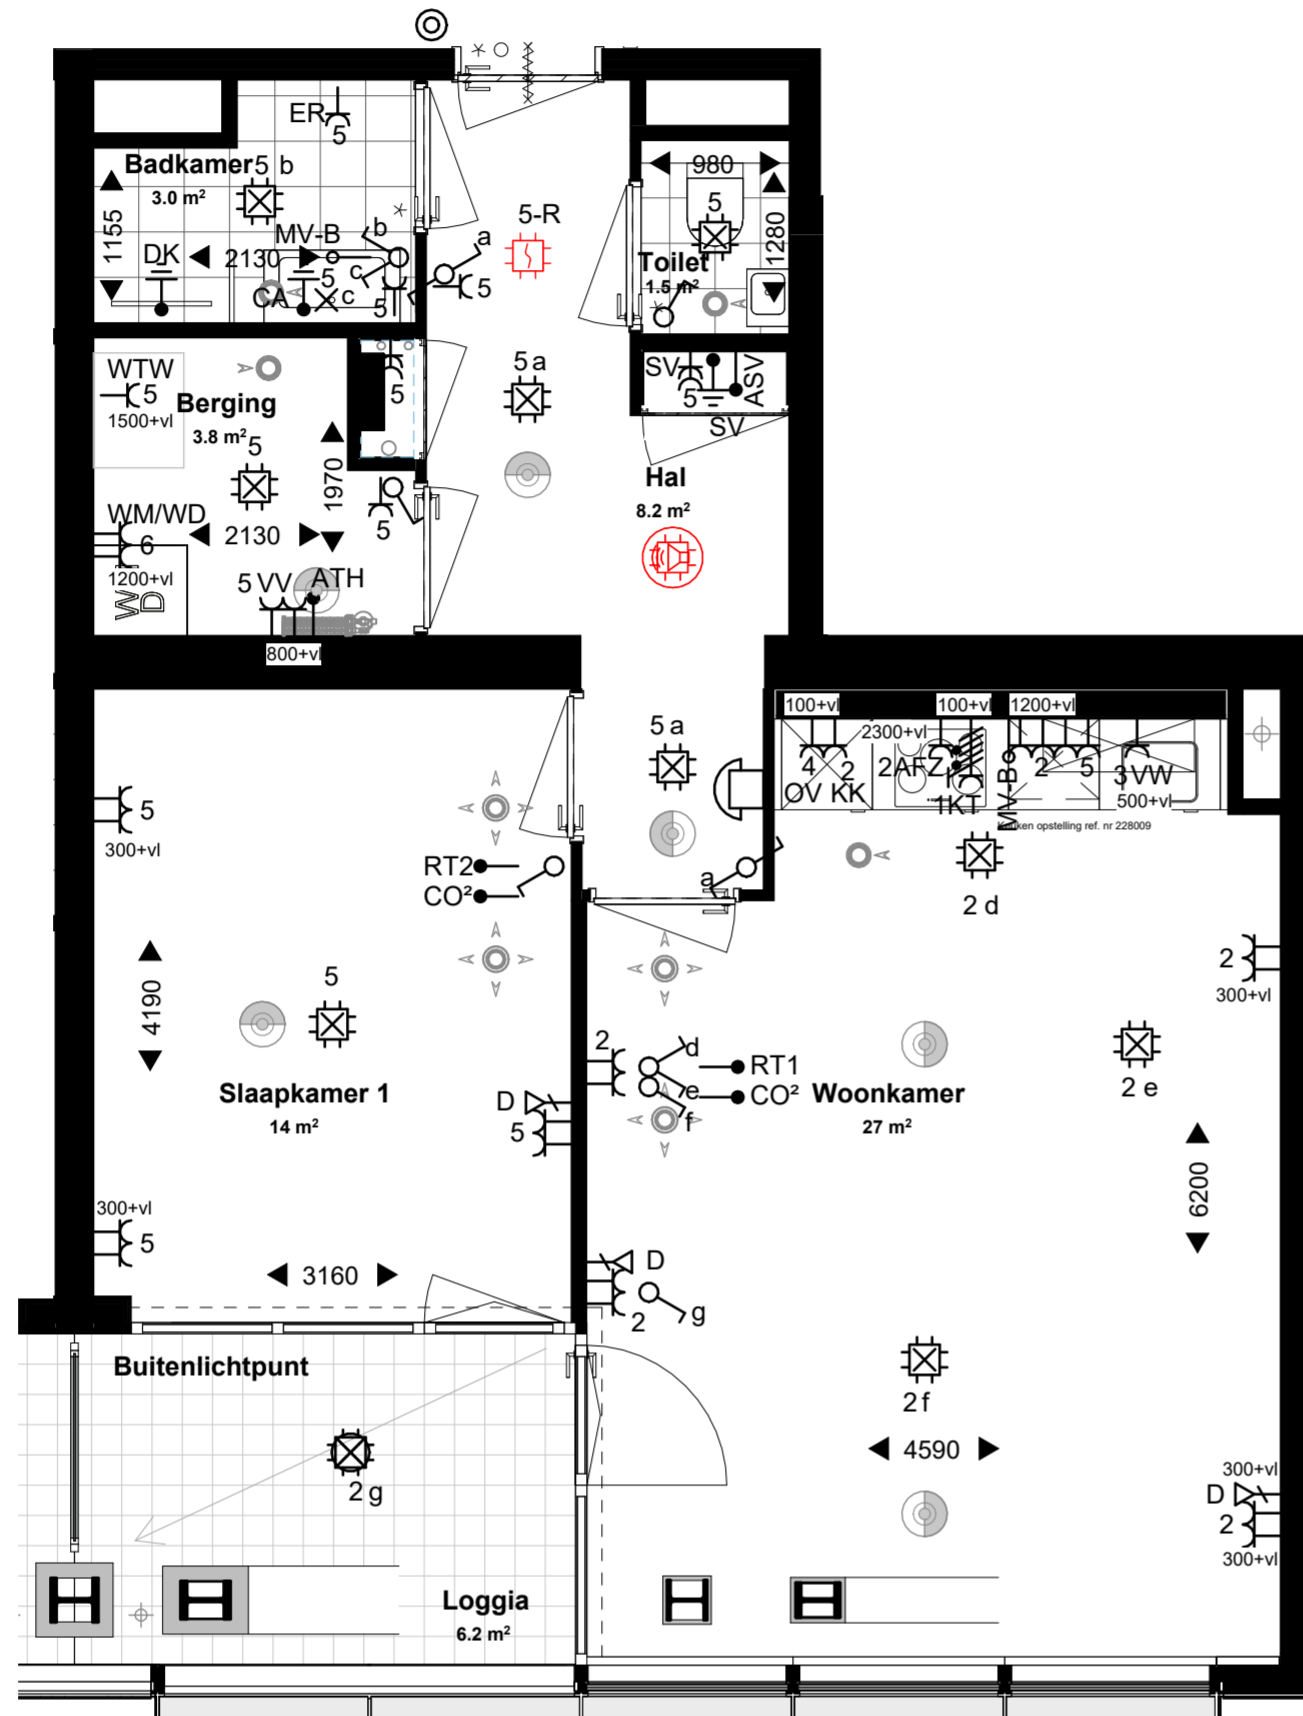 ER
5
Badkamer
5 b
3.0 m²
1155
DK
2130
MV-B
b
c
5
CA
c
5
a
5
5-R
980
5
1280
Toilet
1.5 m²
WTW
5
1500+vl
Berging
3.8 m²
5
5
5 a
SV
5
ASV
SV
1970
Hal
8.2 m²
WM/WD
6
2130
5
1200+vl
W
D
5 VV
ATH
800+vl
5 a
100+vl
100+vl
1200+vl
2300+vl
4
2
2AFZ
2
5
3VW
OV KK
1KT
MV-B
500+vl
Keuken opstelling ref. nr 228009
5
300+vl
RT2
CO²
a
2 d
2
300+vl
4190
5
2
d
RT1
e
CO²
f
2 e
Slaapkamer 1
14 m²
D
5
Woonkamer
27 m²
6200
300+vl
5
3160
D
2
g
Buitenlichtpunt
2 f
4590
2 g
300+vl
D
2
300+vl
Loggia
6.2 m²